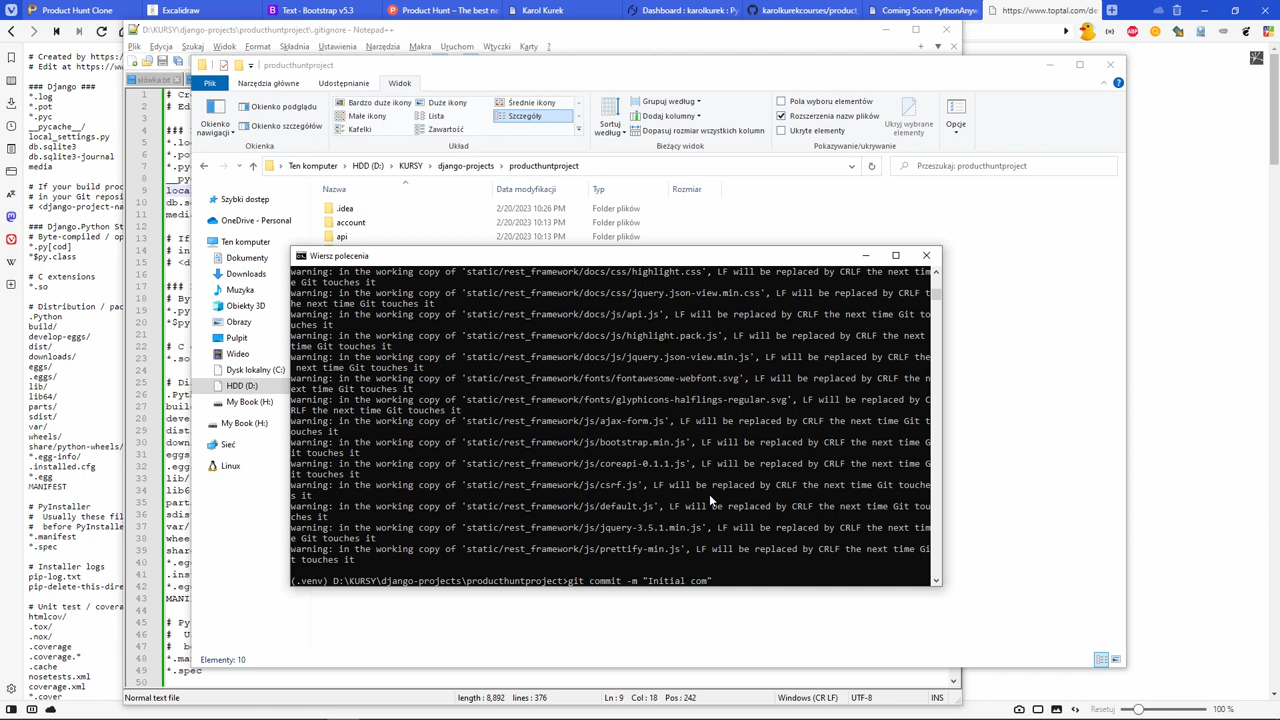 Product Hunt Clone
Excalidraw
Text · Bootstrap v5.3
Product Hunt – The best n
Karol Kurek
Dashboard : karolkurek : Py
karolkurekcourses/product
Coming Soon: PythonAnyw
https://www.toptal.com/dev
D:\KURSY\django-projects\producthuntproject\.gitignore - Notepad++
Plik Edycja Szukaj Widok Format Składnia Ustawienia Narzędzia Makra Uruchom Wtyczki Karty ?
# Created by https:/
# Edit at https://ww
### Django ###
*.log
*.pot
*.pyc
__pycache__/
local_settings.py
db.sqlite3
db.sqlite3-journal
media
# If your build proc
# in your Git reposi
# <django-project-na
### Django.Python St
# Byte-compiled / op
*.py[cod]
*$py.class
# C extensions
*.so
# Distribution / pac
.Python
build/
develop-eggs/
dist/
downloads/
eggs/
.eggs/
lib/
lib64/
parts/
sdist/
var/
wheels/
share/python-wheels/
*.egg-info/
.installed.cfg
*.egg
MANIFEST
# PyInstaller
# Usually these fil
# before PyInstalle
*.manifest
*.spec
# Installer logs
pip-log.txt
pip-delete-this-dire
# Unit test / coverage
htmlcov/
.tox/
.nox/
.coverage
.coverage.*
.cache
nosetests.xml
coverage.xml
*.cover
producthuntproject
Plik Narzędzia główne Udostępnianie Widok
Okienko nawigacji
Okienko podglądu
Okienko szczegółów
Okienka
Bardzo duże ikony Duże ikony Średnie ikony
Małe ikony Lista Szczegóły
Kafelki Zawartość
Układ
Sortuj według
Grupuj według
Dodaj kolumny
Dopasuj rozmiar wszystkich kolumn
Bieżący widok
Pola wyboru elementów
Rozszerzenia nazw plików
Ukryte elementy
Ukryj wybrane elementy
Pokazywanie/ukrywanie
Opcje
Ten komputer HDD (D:) KURSY django-projects producthuntproject
Przeszukaj: producthuntproject
Nazwa Data modyfikacji Typ Rozmiar
.idea 2/20/2023 10:26 PM Folder plików
account 2/20/2023 10:13 PM Folder plików
api 2/20/2023 10:13 PM Folder plików
Szybki dostęp
OneDrive - Personal
Ten komputer
Dokumenty
Downloads
Muzyka
Obiekty 3D
Obrazy
Pulpit
Wideo
Dysk lokalny (C:)
HDD (D:)
My Book (H:)
My Book (H:)
Sieć
Linux
Elementy: 10
Wiersz polecenia
warning: in the working copy of 'static/rest_framework/docs/css/highlight.css', LF will be replaced by CRLF the next tim
e Git touches it
warning: in the working copy of 'static/rest_framework/docs/css/jquery.json-view.min.css', LF will be replaced by CRLF t
he next time Git touches it
warning: in the working copy of 'static/rest_framework/docs/js/api.js', LF will be replaced by CRLF the next time Git to
uches it
warning: in the working copy of 'static/rest_framework/docs/js/highlight.pack.js', LF will be replaced by CRLF the next
time Git touches it
warning: in the working copy of 'static/rest_framework/docs/js/jquery.json-view.min.js', LF will be replaced by CRLF the
next time Git touches it
warning: in the working copy of 'static/rest_framework/fonts/fontawesome-webfont.svg', LF will be replaced by CRLF the n
ext time Git touches it
warning: in the working copy of 'static/rest_framework/fonts/glyphicons-halflings-regular.svg', LF will be replaced by C
RLF the next time Git touches it
warning: in the working copy of 'static/rest_framework/js/ajax-form.js', LF will be replaced by CRLF the next time Git t
ouches it
warning: in the working copy of 'static/rest_framework/js/bootstrap.min.js', LF will be replaced by CRLF the next time G
it touches it
warning: in the working copy of 'static/rest_framework/js/coreapi-0.1.1.js', LF will be replaced by CRLF the next time G
it touches it
warning: in the working copy of 'static/rest_framework/js/csrf.js', LF will be replaced by CRLF the next time Git touche
s it
warning: in the working copy of 'static/rest_framework/js/default.js', LF will be replaced by CRLF the next time Git tou
ches it
warning: in the working copy of 'static/rest_framework/js/jquery-3.5.1.min.js', LF will be replaced by CRLF the next tim
e Git touches it
warning: in the working copy of 'static/rest_framework/js/prettify-min.js', LF will be replaced by CRLF the next time Gi
t touches it
(.venv) D:\KURSY\django-projects\producthuntproject>git commit -m "Initial com"
Normal text file length : 8,892 lines : 376 Ln : 9 Col : 18 Pos : 242 Windows (CR LF) UTF-8 INS
Resetuj 100 %